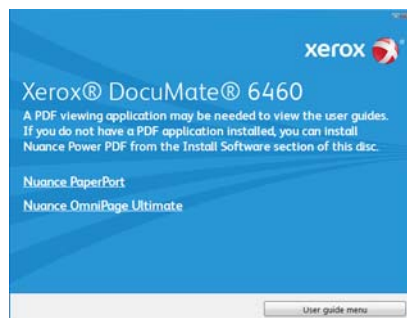 xerox
Xerox® DocuMate® 6460
A PDF viewing application may be needed to view the user guides.
If you do not have a PDF application installed, you can install
Nuance Power PDF from the Install Software section of this disc.
Nuance PaperPort
Nuance OmniPage Ultimate
User guide menu